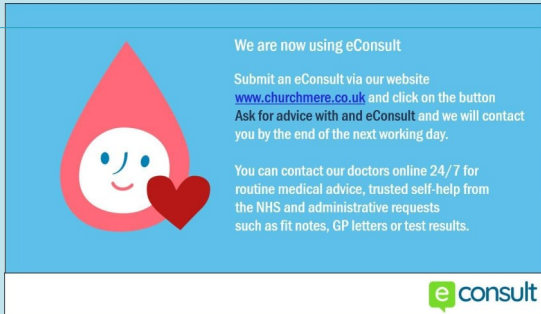 We are now using eConsult
Submit an eConsult via our website
www.churchmere.co.uk and click on the button
Ask for advice with and eConsult and we will contact
you by the end of the next working day.
You can contact our doctors online 24/7 for
routine medical advice, trusted self-help from
the NHS and administrative requests
such as fit notes, GP letters or test results.
e consult